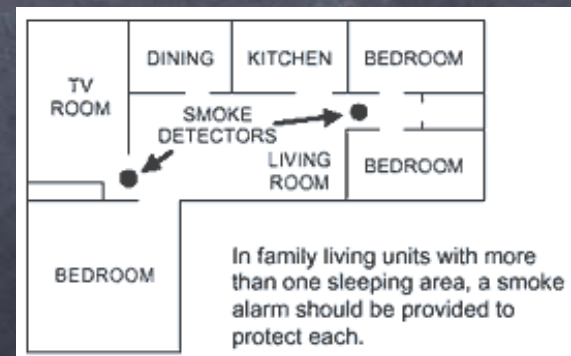 DINING
KITCHEN
BEDROOM
TV
ROOM
SMOKE
DETECTORS
LIVING
ROOM
BEDROOM
BEDROOM
In family living units with more
than one sleeping area, a smoke
alarm should be provided to
protect each.